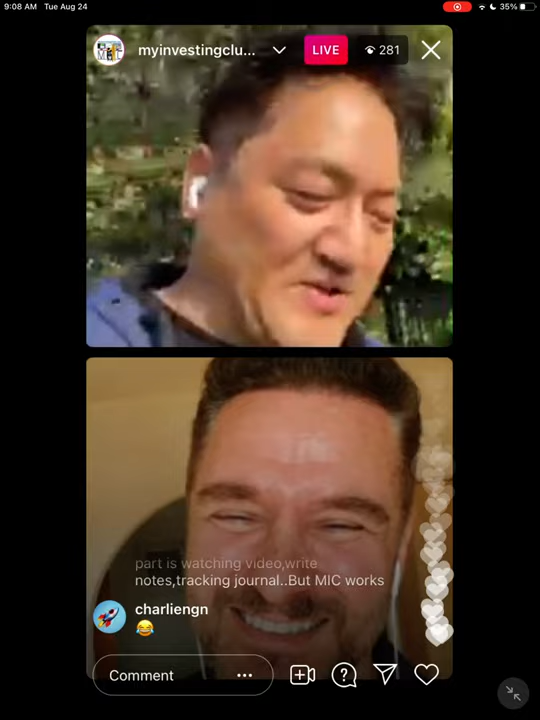 9:08 AM Tue Aug 24
35%
myinvestingclu...
LIVE
281
part is watching video,write
notes,tracking journal..But MIC works
charliengn
😂
Comment